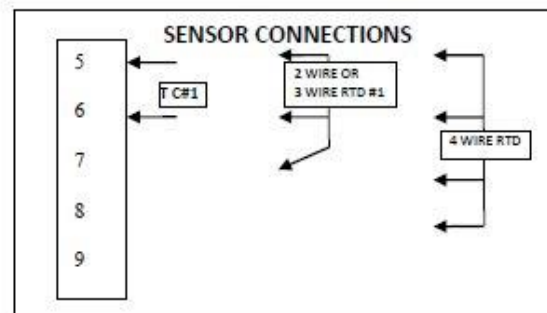 SENSOR CONNECTIONS
5
T C#1
6
7
8
9
2 WIRE OR
3 WIRE RTD #1
4 WIRE RTD